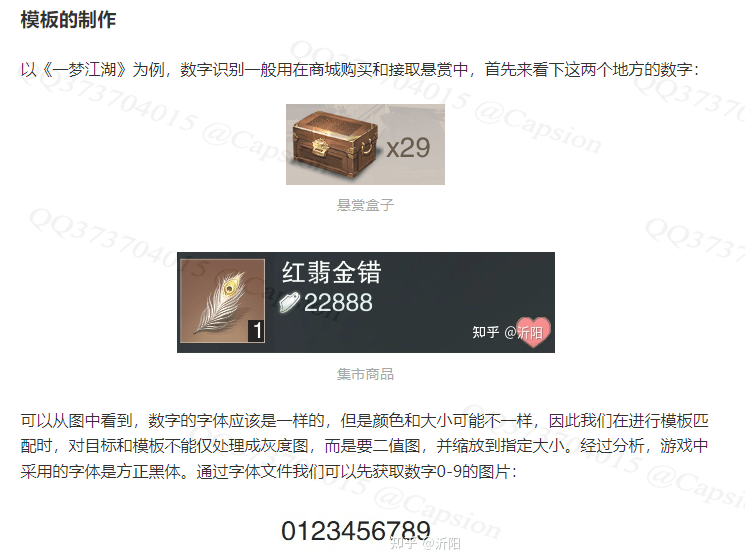 模板的制作
以《一梦江湖》为例，数字识别一般用在商城购买和接取悬赏中，首先来看下这两个地方的数字：
x29
悬赏盒子
红翡金错
22888
1
知乎 @沂阳
集市商品
可以从图中看到，数字的字体应该是一样的，但是颜色和大小可能不一样，因此我们在进行模板匹
配时，对目标和模板不能仅处理成灰度图，而是要二值图，并缩放到指定大小。经过分析，游戏中
采用的字体是方正黑体。通过字体文件我们可以先获取数字0-9的图片：
0123456789
知乎 @沂阳
QQ373704015 @Capsion
QQ373704015 @Capsion
QQ373704015 @Capsion
QQ373704015 @Capsion